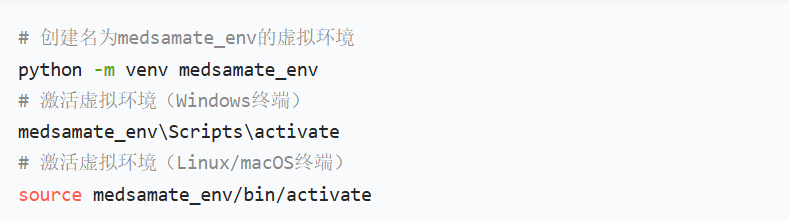 # 创建名为medsamate_env的虚拟环境
python -m venv medsamate_env
# 激活虚拟环境（Windows终端）
medsamate_env\Scripts\activate
# 激活虚拟环境（Linux/macOS终端）
source medsamate_env/bin/activate